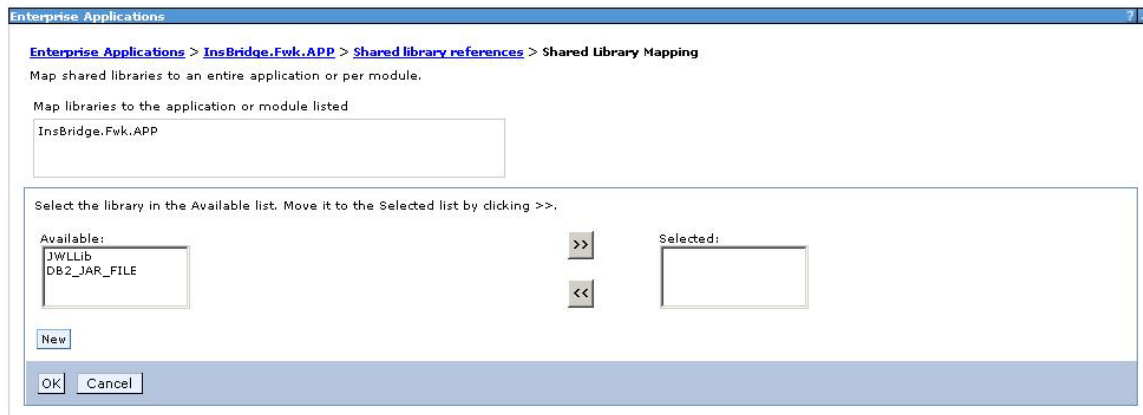 Enterprise Applications
?
Enterprise Applications > InsBridge.Fwk.APP > Shared library references > Shared Library Mapping
Map shared libraries to an entire application or per module.
Map libraries to the application or module listed
InsBridge.Fwk.APP
Select the library in the Available list. Move it to the Selected list by clicking >>.
Available:
JWLLib
DB2_JAR_FILE
>>
<<
Selected:
New
OK Cancel